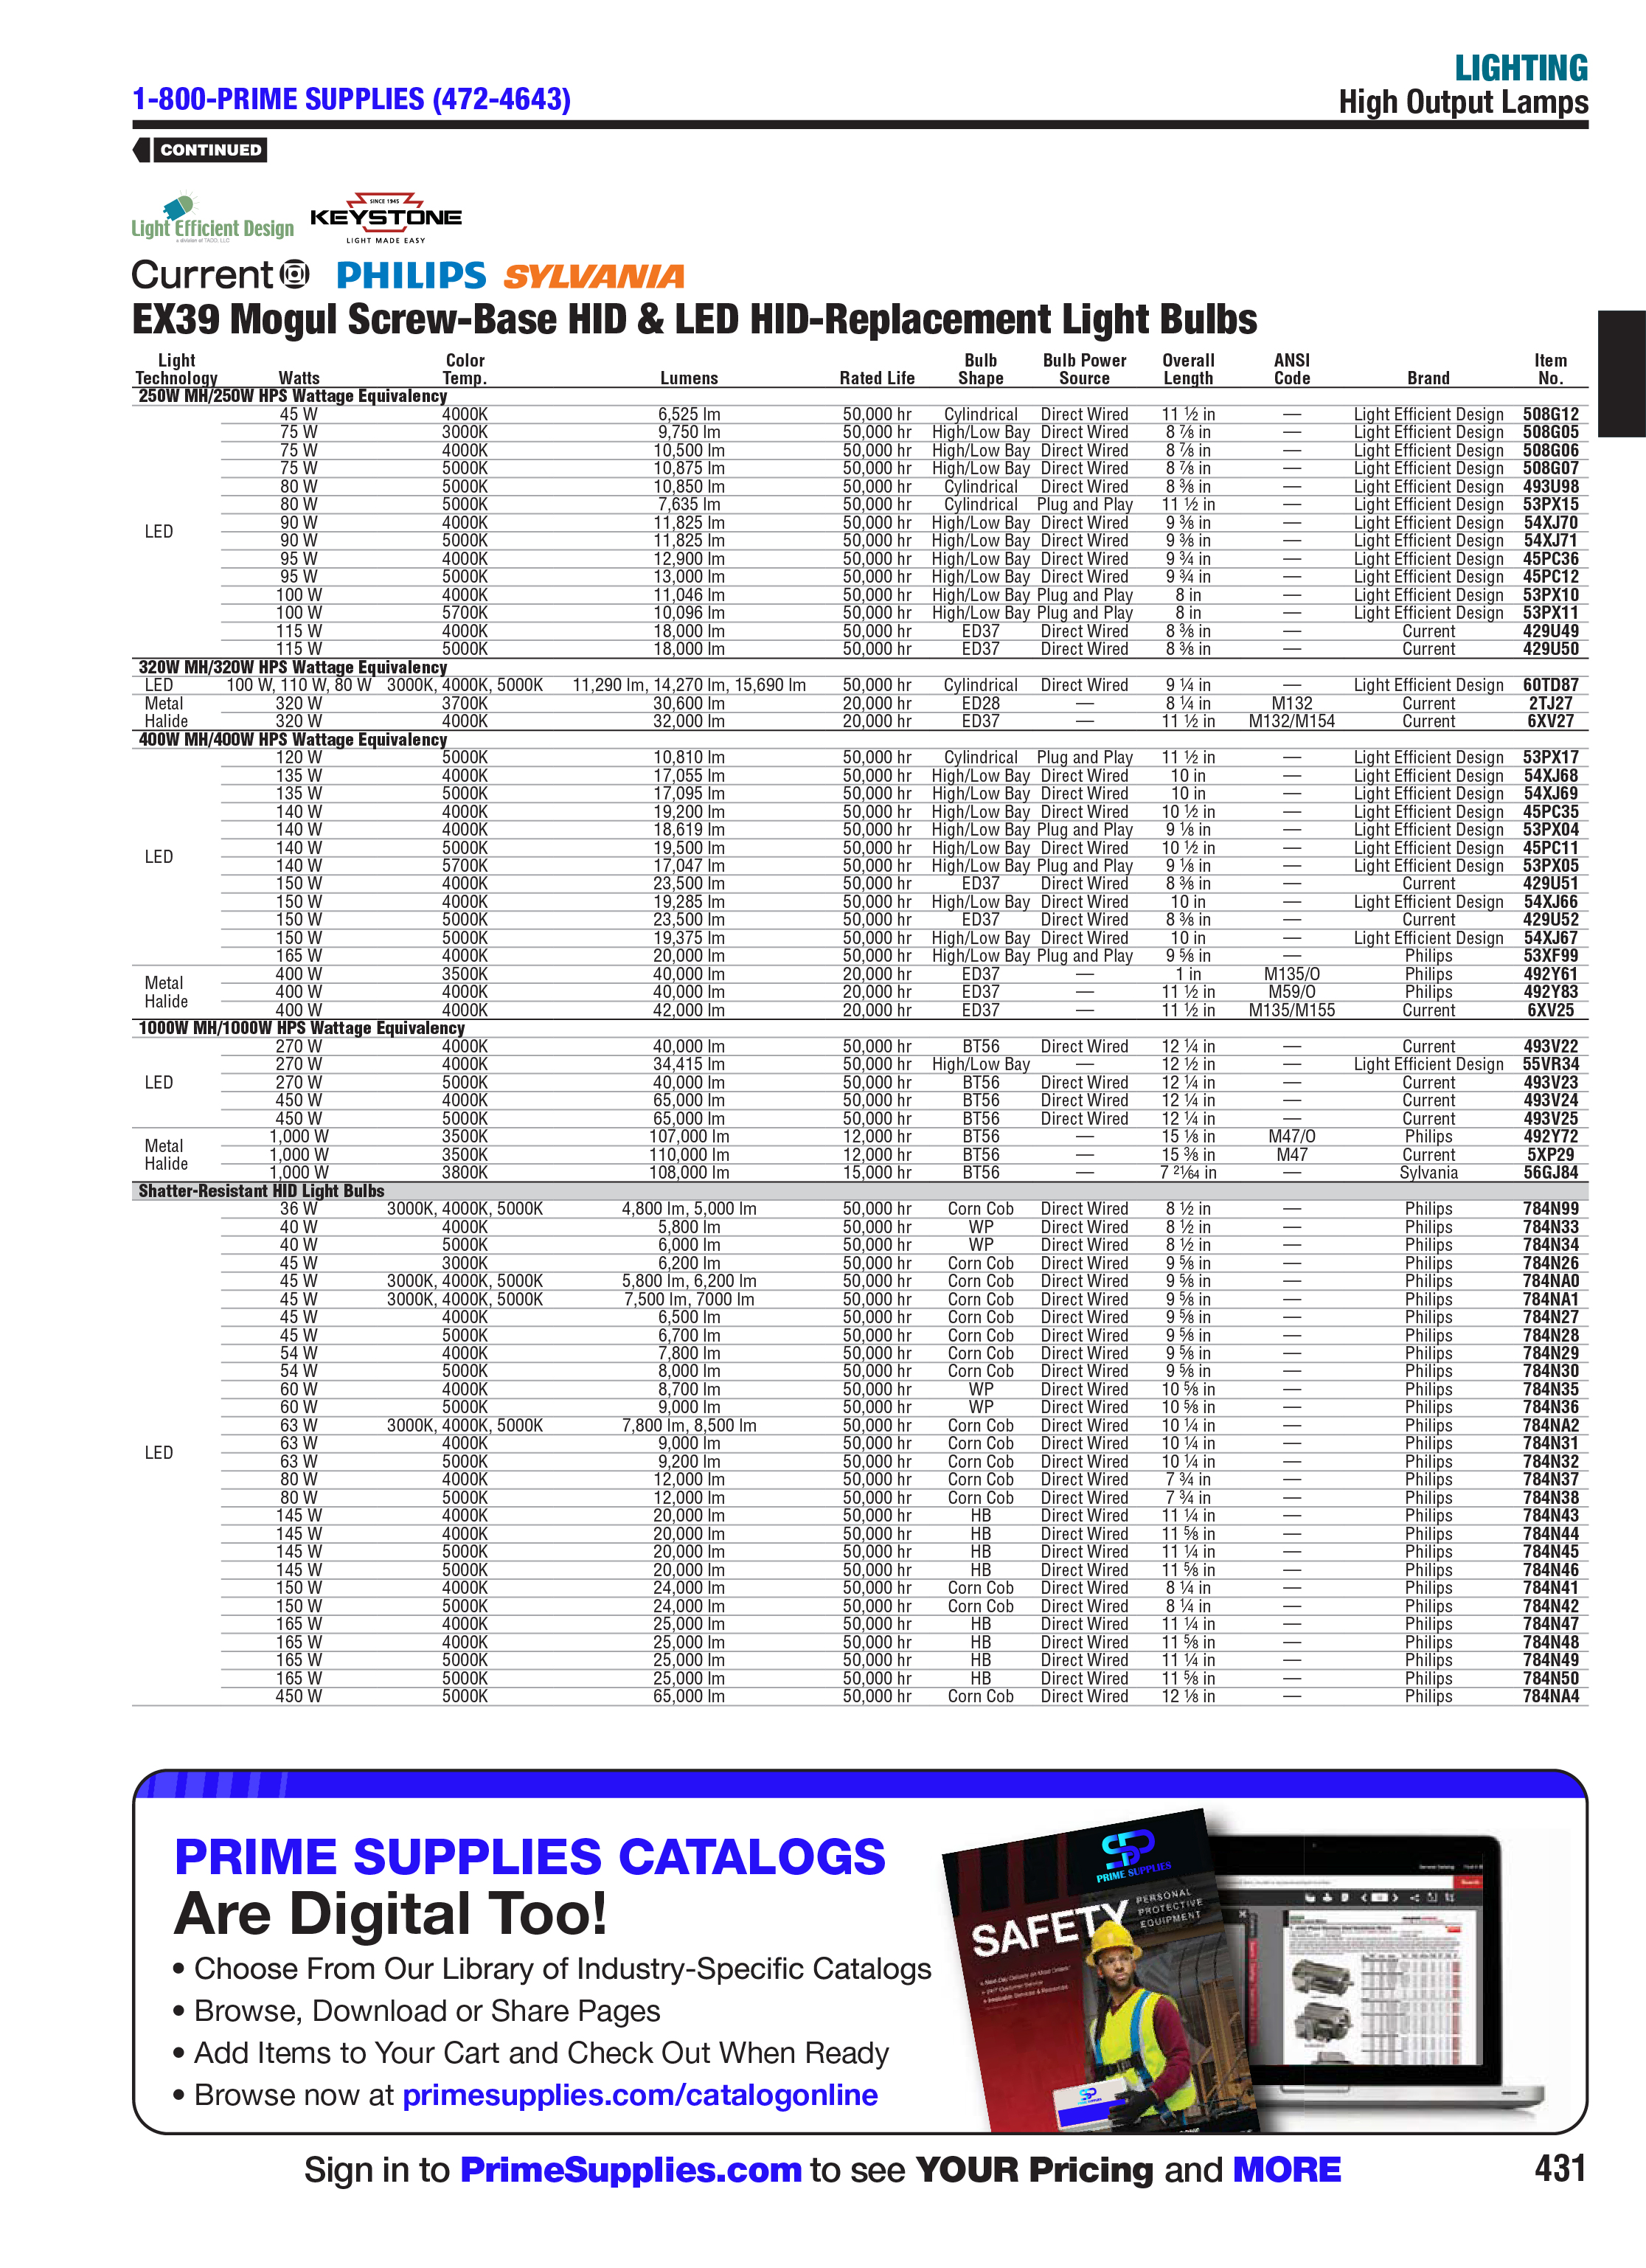 LIGHTING
1-800-PRIME SUPPLIES (472-4643)
High Output Lamps
CONTINUED
Light Efficient Design
SINCE 1945
KEYSTONE
LIGHT MADE EASY
Current PHILIPS SYLVANIA
EX39 Mogul Screw-Base HID & LED HID-Replacement Light Bulbs
Light Technology Watts Color Temp. Lumens Rated Life Bulb Shape Bulb Power Source Overall Length ANSI Code Brand Item No.
250W MH/250W HPS Wattage Equivalency
LED
45 W 4000K 6,525 lm 50,000 hr Cylindrical Direct Wired 11 ½ in — Light Efficient Design 508G12
75 W 3000K 9,750 lm 50,000 hr High/Low Bay Direct Wired 8 ⅞ in — Light Efficient Design 508G05
75 W 4000K 10,500 lm 50,000 hr High/Low Bay Direct Wired 8 ⅞ in — Light Efficient Design 508G06
75 W 5000K 10,875 lm 50,000 hr High/Low Bay Direct Wired 8 ⅞ in — Light Efficient Design 508G07
80 W 5000K 10,850 lm 50,000 hr Cylindrical Direct Wired 8 ⅜ in — Light Efficient Design 493U98
80 W 5000K 7,635 lm 50,000 hr Cylindrical Plug and Play 11 ½ in — Light Efficient Design 53PX15
90 W 4000K 11,825 lm 50,000 hr High/Low Bay Direct Wired 9 ⅜ in — Light Efficient Design 54XJ70
90 W 5000K 11,825 lm 50,000 hr High/Low Bay Direct Wired 9 ⅜ in — Light Efficient Design 54XJ71
95 W 4000K 12,900 lm 50,000 hr High/Low Bay Direct Wired 9 ¾ in — Light Efficient Design 45PC36
95 W 5000K 13,000 lm 50,000 hr High/Low Bay Direct Wired 9 ¾ in — Light Efficient Design 45PC12
100 W 4000K 11,046 lm 50,000 hr High/Low Bay Plug and Play 8 in — Light Efficient Design 53PX10
100 W 5700K 10,096 lm 50,000 hr High/Low Bay Plug and Play 8 in — Light Efficient Design 53PX11
115 W 4000K 18,000 lm 50,000 hr ED37 Direct Wired 8 ⅜ in — Current 429U49
115 W 5000K 18,000 lm 50,000 hr ED37 Direct Wired 8 ⅜ in — Current 429U50
320W MH/320W HPS Wattage Equivalency
LED 100 W, 110 W, 80 W 3000K, 4000K, 5000K 11,290 lm, 14,270 lm, 15,690 lm 50,000 hr Cylindrical Direct Wired 9 ¼ in — Light Efficient Design 60TD87
Metal 320 W 3700K 30,600 lm 20,000 hr ED28 — 8 ¼ in M132 Current 2TJ27
Halide 320 W 4000K 32,000 lm 20,000 hr ED37 — 11 ½ in M132/M154 Current 6XV27
400W MH/400W HPS Wattage Equivalency
LED
120 W 5000K 10,810 lm 50,000 hr Cylindrical Plug and Play 11 ½ in — Light Efficient Design 53PX17
135 W 4000K 17,055 lm 50,000 hr High/Low Bay Direct Wired 10 in — Light Efficient Design 54XJ68
135 W 5000K 17,095 lm 50,000 hr High/Low Bay Direct Wired 10 in — Light Efficient Design 54XJ69
140 W 4000K 19,200 lm 50,000 hr High/Low Bay Direct Wired 10 ½ in — Light Efficient Design 45PC35
140 W 4000K 18,619 lm 50,000 hr High/Low Bay Plug and Play 9 ⅛ in — Light Efficient Design 53PX04
140 W 5000K 19,500 lm 50,000 hr High/Low Bay Direct Wired 10 ½ in — Light Efficient Design 45PC11
140 W 5700K 17,047 lm 50,000 hr High/Low Bay Plug and Play 9 ⅛ in — Light Efficient Design 53PX05
150 W 4000K 23,500 lm 50,000 hr ED37 Direct Wired 8 ⅜ in — Current 429U51
150 W 4000K 19,285 lm 50,000 hr High/Low Bay Direct Wired 10 in — Light Efficient Design 54XJ66
150 W 5000K 23,500 lm 50,000 hr ED37 Direct Wired 8 ⅜ in — Current 429U52
150 W 5000K 19,375 lm 50,000 hr High/Low Bay Direct Wired 10 in — Light Efficient Design 54XJ67
165 W 4000K 20,000 lm 50,000 hr High/Low Bay Plug and Play 9 ⅝ in — Philips 53XF99
Metal Halide
400 W 3500K 40,000 lm 20,000 hr ED37 — 1 in M135/O Philips 492Y61
400 W 4000K 40,000 lm 20,000 hr ED37 — 11 ½ in M59/O Philips 492Y83
400 W 4000K 42,000 lm 20,000 hr ED37 — 11 ½ in M135/M155 Current 6XV25
1000W MH/1000W HPS Wattage Equivalency
LED
270 W 4000K 40,000 lm 50,000 hr BT56 Direct Wired 12 ¼ in — Current 493V22
270 W 4000K 34,415 lm 50,000 hr High/Low Bay — 12 ½ in — Light Efficient Design 55VR34
270 W 5000K 40,000 lm 50,000 hr BT56 Direct Wired 12 ¼ in — Current 493V23
450 W 4000K 65,000 lm 50,000 hr BT56 Direct Wired 12 ¼ in — Current 493V24
450 W 5000K 65,000 lm 50,000 hr BT56 Direct Wired 12 ¼ in — Current 493V25
Metal Halide
1,000 W 3500K 107,000 lm 12,000 hr BT56 — 15 ⅛ in M47/O Philips 492Y72
1,000 W 3500K 110,000 lm 12,000 hr BT56 — 15 ⅜ in M47 Current 5XP29
1,000 W 3800K 108,000 lm 15,000 hr BT56 — 7 21/64 in — Sylvania 56GJ84
Shatter-Resistant HID Light Bulbs
LED
36 W 3000K, 4000K, 5000K 4,800 lm, 5,000 lm 50,000 hr Corn Cob Direct Wired 8 ½ in — Philips 784N99
40 W 4000K 5,800 lm 50,000 hr WP Direct Wired 8 ½ in — Philips 784N33
40 W 5000K 6,000 lm 50,000 hr WP Direct Wired 8 ½ in — Philips 784N34
45 W 3000K 6,200 lm 50,000 hr Corn Cob Direct Wired 9 ⅝ in — Philips 784N26
45 W 3000K, 4000K, 5000K 5,800 lm, 6,200 lm 50,000 hr Corn Cob Direct Wired 9 ⅝ in — Philips 784NA0
45 W 3000K, 4000K, 5000K 7,500 lm, 7000 lm 50,000 hr Corn Cob Direct Wired 9 ⅝ in — Philips 784NA1
45 W 4000K 6,500 lm 50,000 hr Corn Cob Direct Wired 9 ⅝ in — Philips 784N27
45 W 5000K 6,700 lm 50,000 hr Corn Cob Direct Wired 9 ⅝ in — Philips 784N28
54 W 4000K 7,800 lm 50,000 hr Corn Cob Direct Wired 9 ⅝ in — Philips 784N29
54 W 5000K 8,000 lm 50,000 hr Corn Cob Direct Wired 9 ⅝ in — Philips 784N30
60 W 4000K 8,700 lm 50,000 hr WP Direct Wired 10 ⅝ in — Philips 784N35
60 W 5000K 9,000 lm 50,000 hr WP Direct Wired 10 ⅝ in — Philips 784N36
63 W 3000K, 4000K, 5000K 7,800 lm, 8,500 lm 50,000 hr Corn Cob Direct Wired 10 ¼ in — Philips 784NA2
63 W 4000K 9,000 lm 50,000 hr Corn Cob Direct Wired 10 ¼ in — Philips 784N31
63 W 5000K 9,200 lm 50,000 hr Corn Cob Direct Wired 10 ¼ in — Philips 784N32
80 W 4000K 12,000 lm 50,000 hr Corn Cob Direct Wired 7 ¾ in — Philips 784N37
80 W 5000K 12,000 lm 50,000 hr Corn Cob Direct Wired 7 ¾ in — Philips 784N38
145 W 4000K 20,000 lm 50,000 hr HB Direct Wired 11 ¼ in — Philips 784N43
145 W 4000K 20,000 lm 50,000 hr HB Direct Wired 11 ⅝ in — Philips 784N44
145 W 5000K 20,000 lm 50,000 hr HB Direct Wired 11 ¼ in — Philips 784N45
145 W 5000K 20,000 lm 50,000 hr HB Direct Wired 11 ⅝ in — Philips 784N46
150 W 4000K 24,000 lm 50,000 hr Corn Cob Direct Wired 8 ¼ in — Philips 784N41
150 W 5000K 24,000 lm 50,000 hr Corn Cob Direct Wired 8 ¼ in — Philips 784N42
165 W 4000K 25,000 lm 50,000 hr HB Direct Wired 11 ¼ in — Philips 784N47
165 W 4000K 25,000 lm 50,000 hr HB Direct Wired 11 ⅝ in — Philips 784N48
165 W 5000K 25,000 lm 50,000 hr HB Direct Wired 11 ¼ in — Philips 784N49
165 W 5000K 25,000 lm 50,000 hr HB Direct Wired 11 ⅝ in — Philips 784N50
450 W 5000K 65,000 lm 50,000 hr Corn Cob Direct Wired 12 ⅛ in — Philips 784NA4
PRIME SUPPLIES CATALOGS
Are Digital Too!
• Choose From Our Library of Industry-Specific Catalogs
• Browse, Download or Share Pages
• Add Items to Your Cart and Check Out When Ready
• Browse now at primesupplies.com/catalogonline
PRIME SUPPLIES
SAFETY
PERSONAL
PROTECTIVE
EQUIPMENT
Sign in to PrimeSupplies.com to see YOUR Pricing and MORE
431